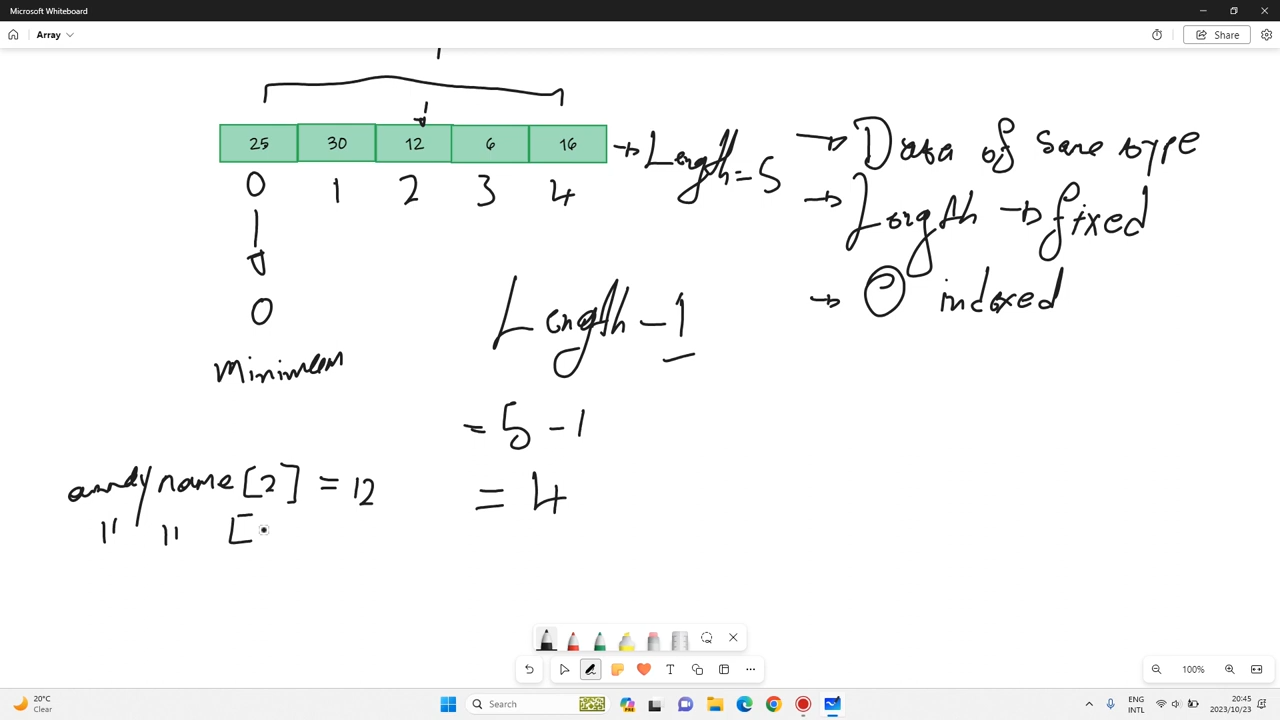 Microsoft Whiteboard
Array
Share
25 30 12 6 16
Length = 5
0 1 2 3 4
0
Minimum
Length - 1
= 5 - 1
= 4
array name [2] = 12
" " [
Data of Same type
Length → fixed
0 indexed
100%
20°C
Clear
Search
ENG
INTL
20:45
2023/10/23